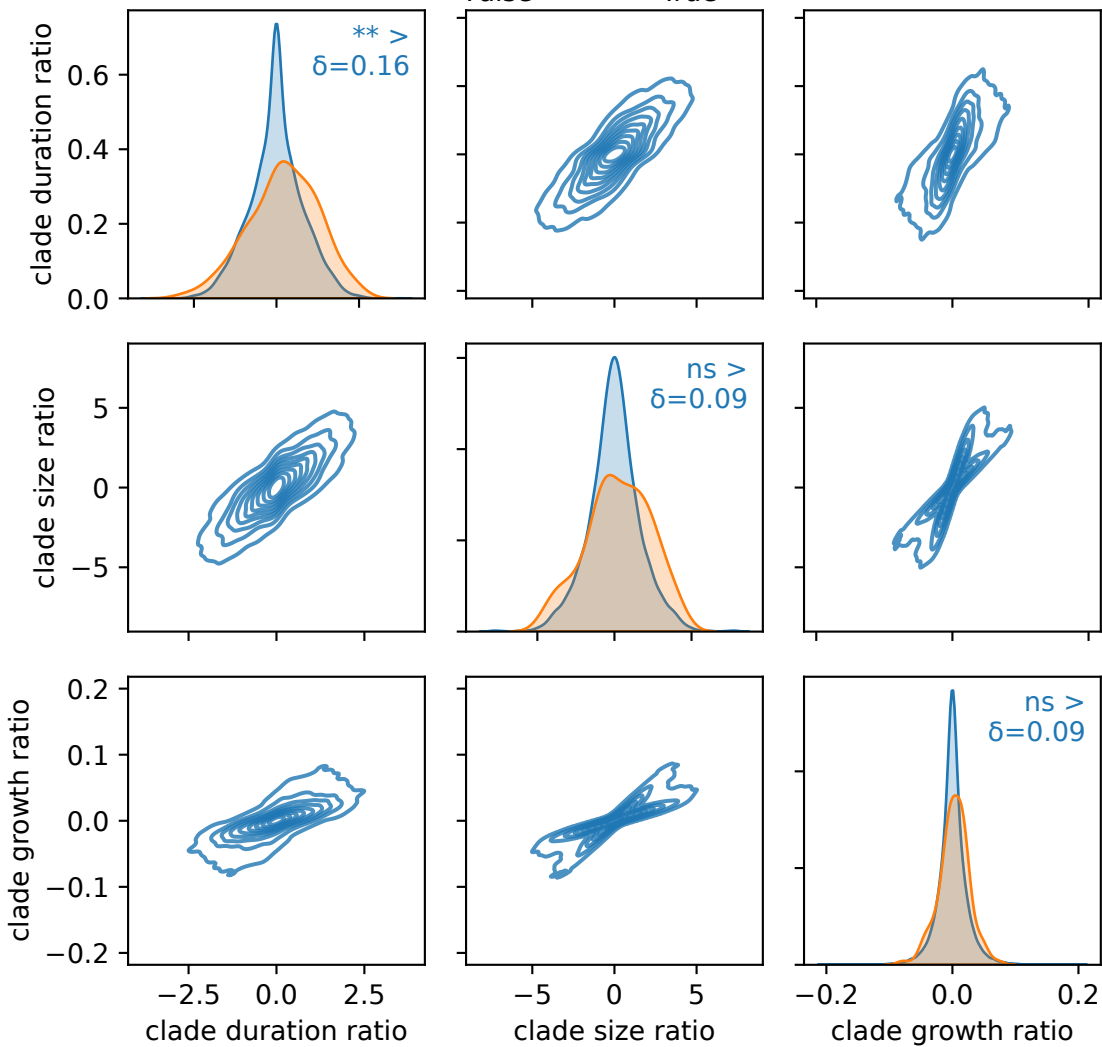 ** >
δ=0.16
clade duration ratio
0.6
0.4
0.2
0.0
ns >
δ=0.09
clade size ratio
5
0
−5
ns >
δ=0.09
clade growth ratio
0.2
0.1
0.0
−0.1
−0.2
−2.5 0.0 2.5
−5 0 5
−0.2 0.0 0.2
clade duration ratio
clade size ratio
clade growth ratio